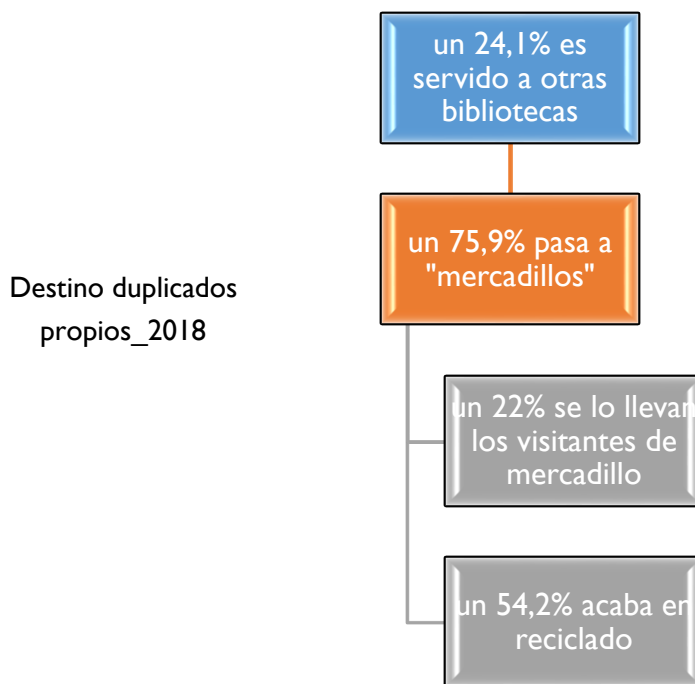 un 24,1% es
servido a otras
bibliotecas
un 75,9% pasa a
"mercadillos"
Destino duplicados
propios_2018
un 22% se lo llevan
los visitantes de
mercadillo
un 54,2% acaba en
reciclado